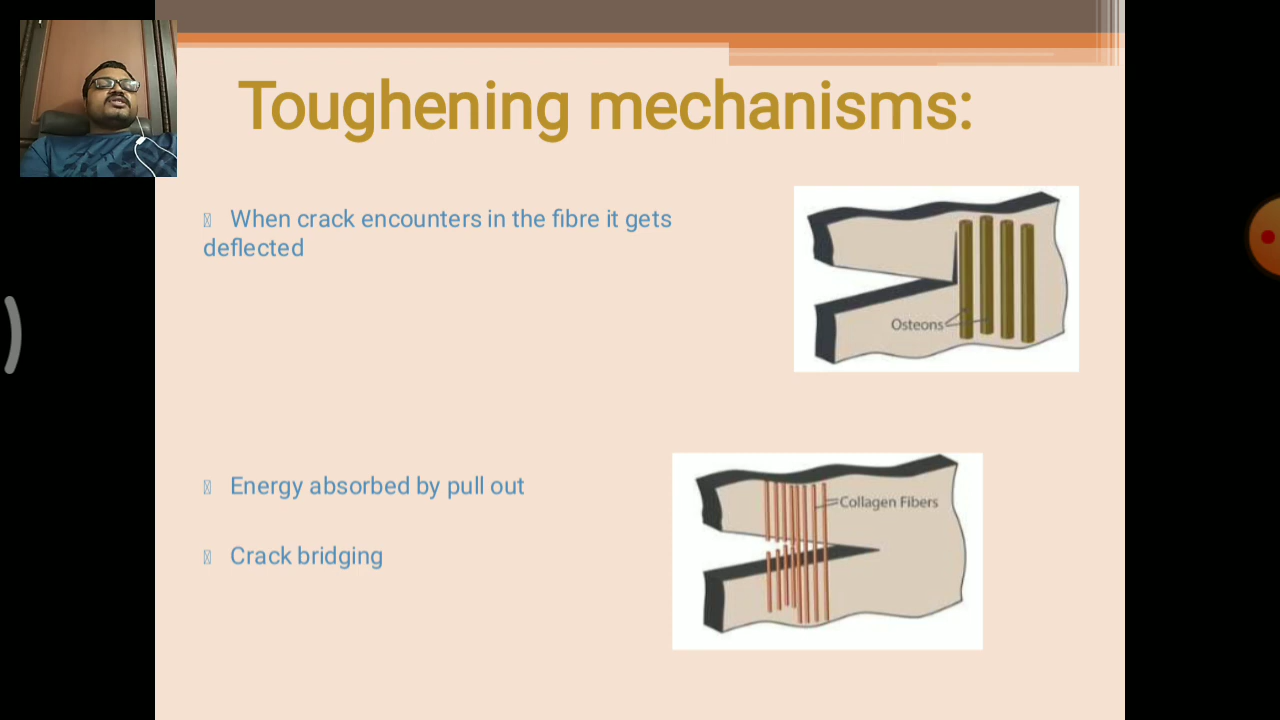 Toughening mechanisms:
When crack encounters in the fibre it gets
deflected
Osteons
Energy absorbed by pull out
Collagen Fibers
Crack bridging